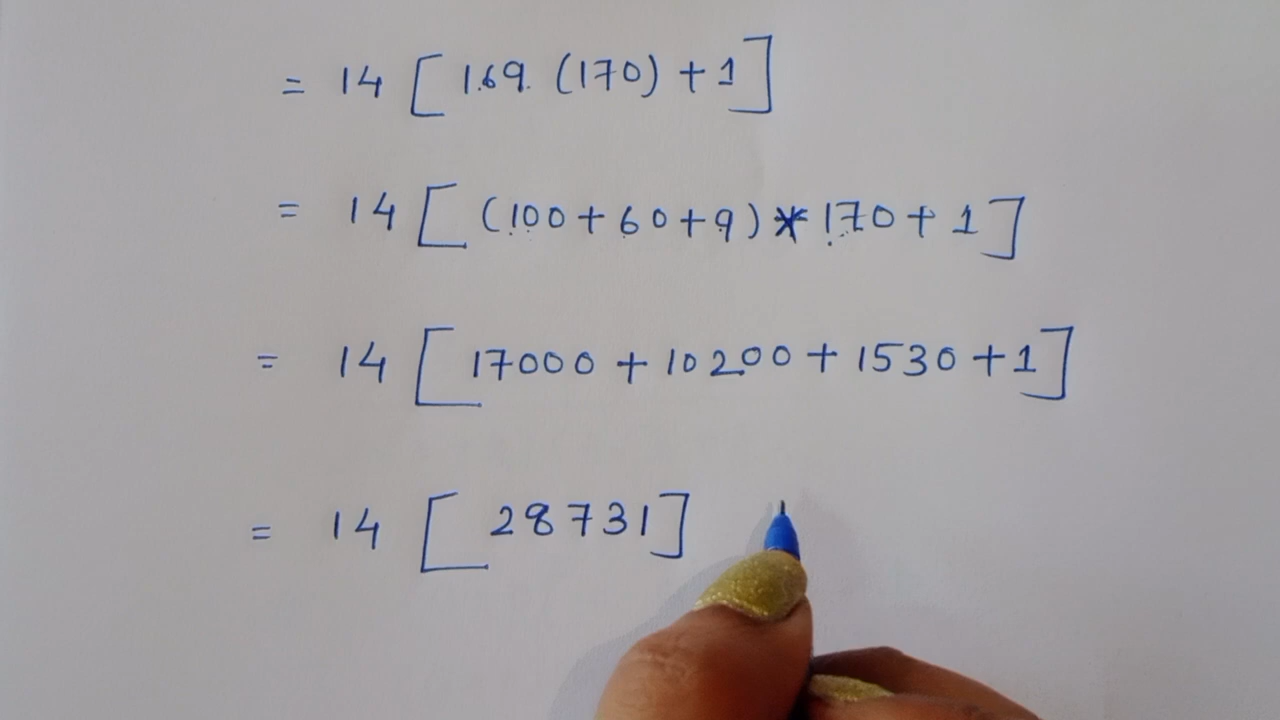 = 14 [ 169 (170) + 1 ]
= 14 [ (100 + 60 + 9) * 170 + 1 ]
= 14 [ 17000 + 10200 + 1530 + 1 ]
= 14 [ 28731 ]